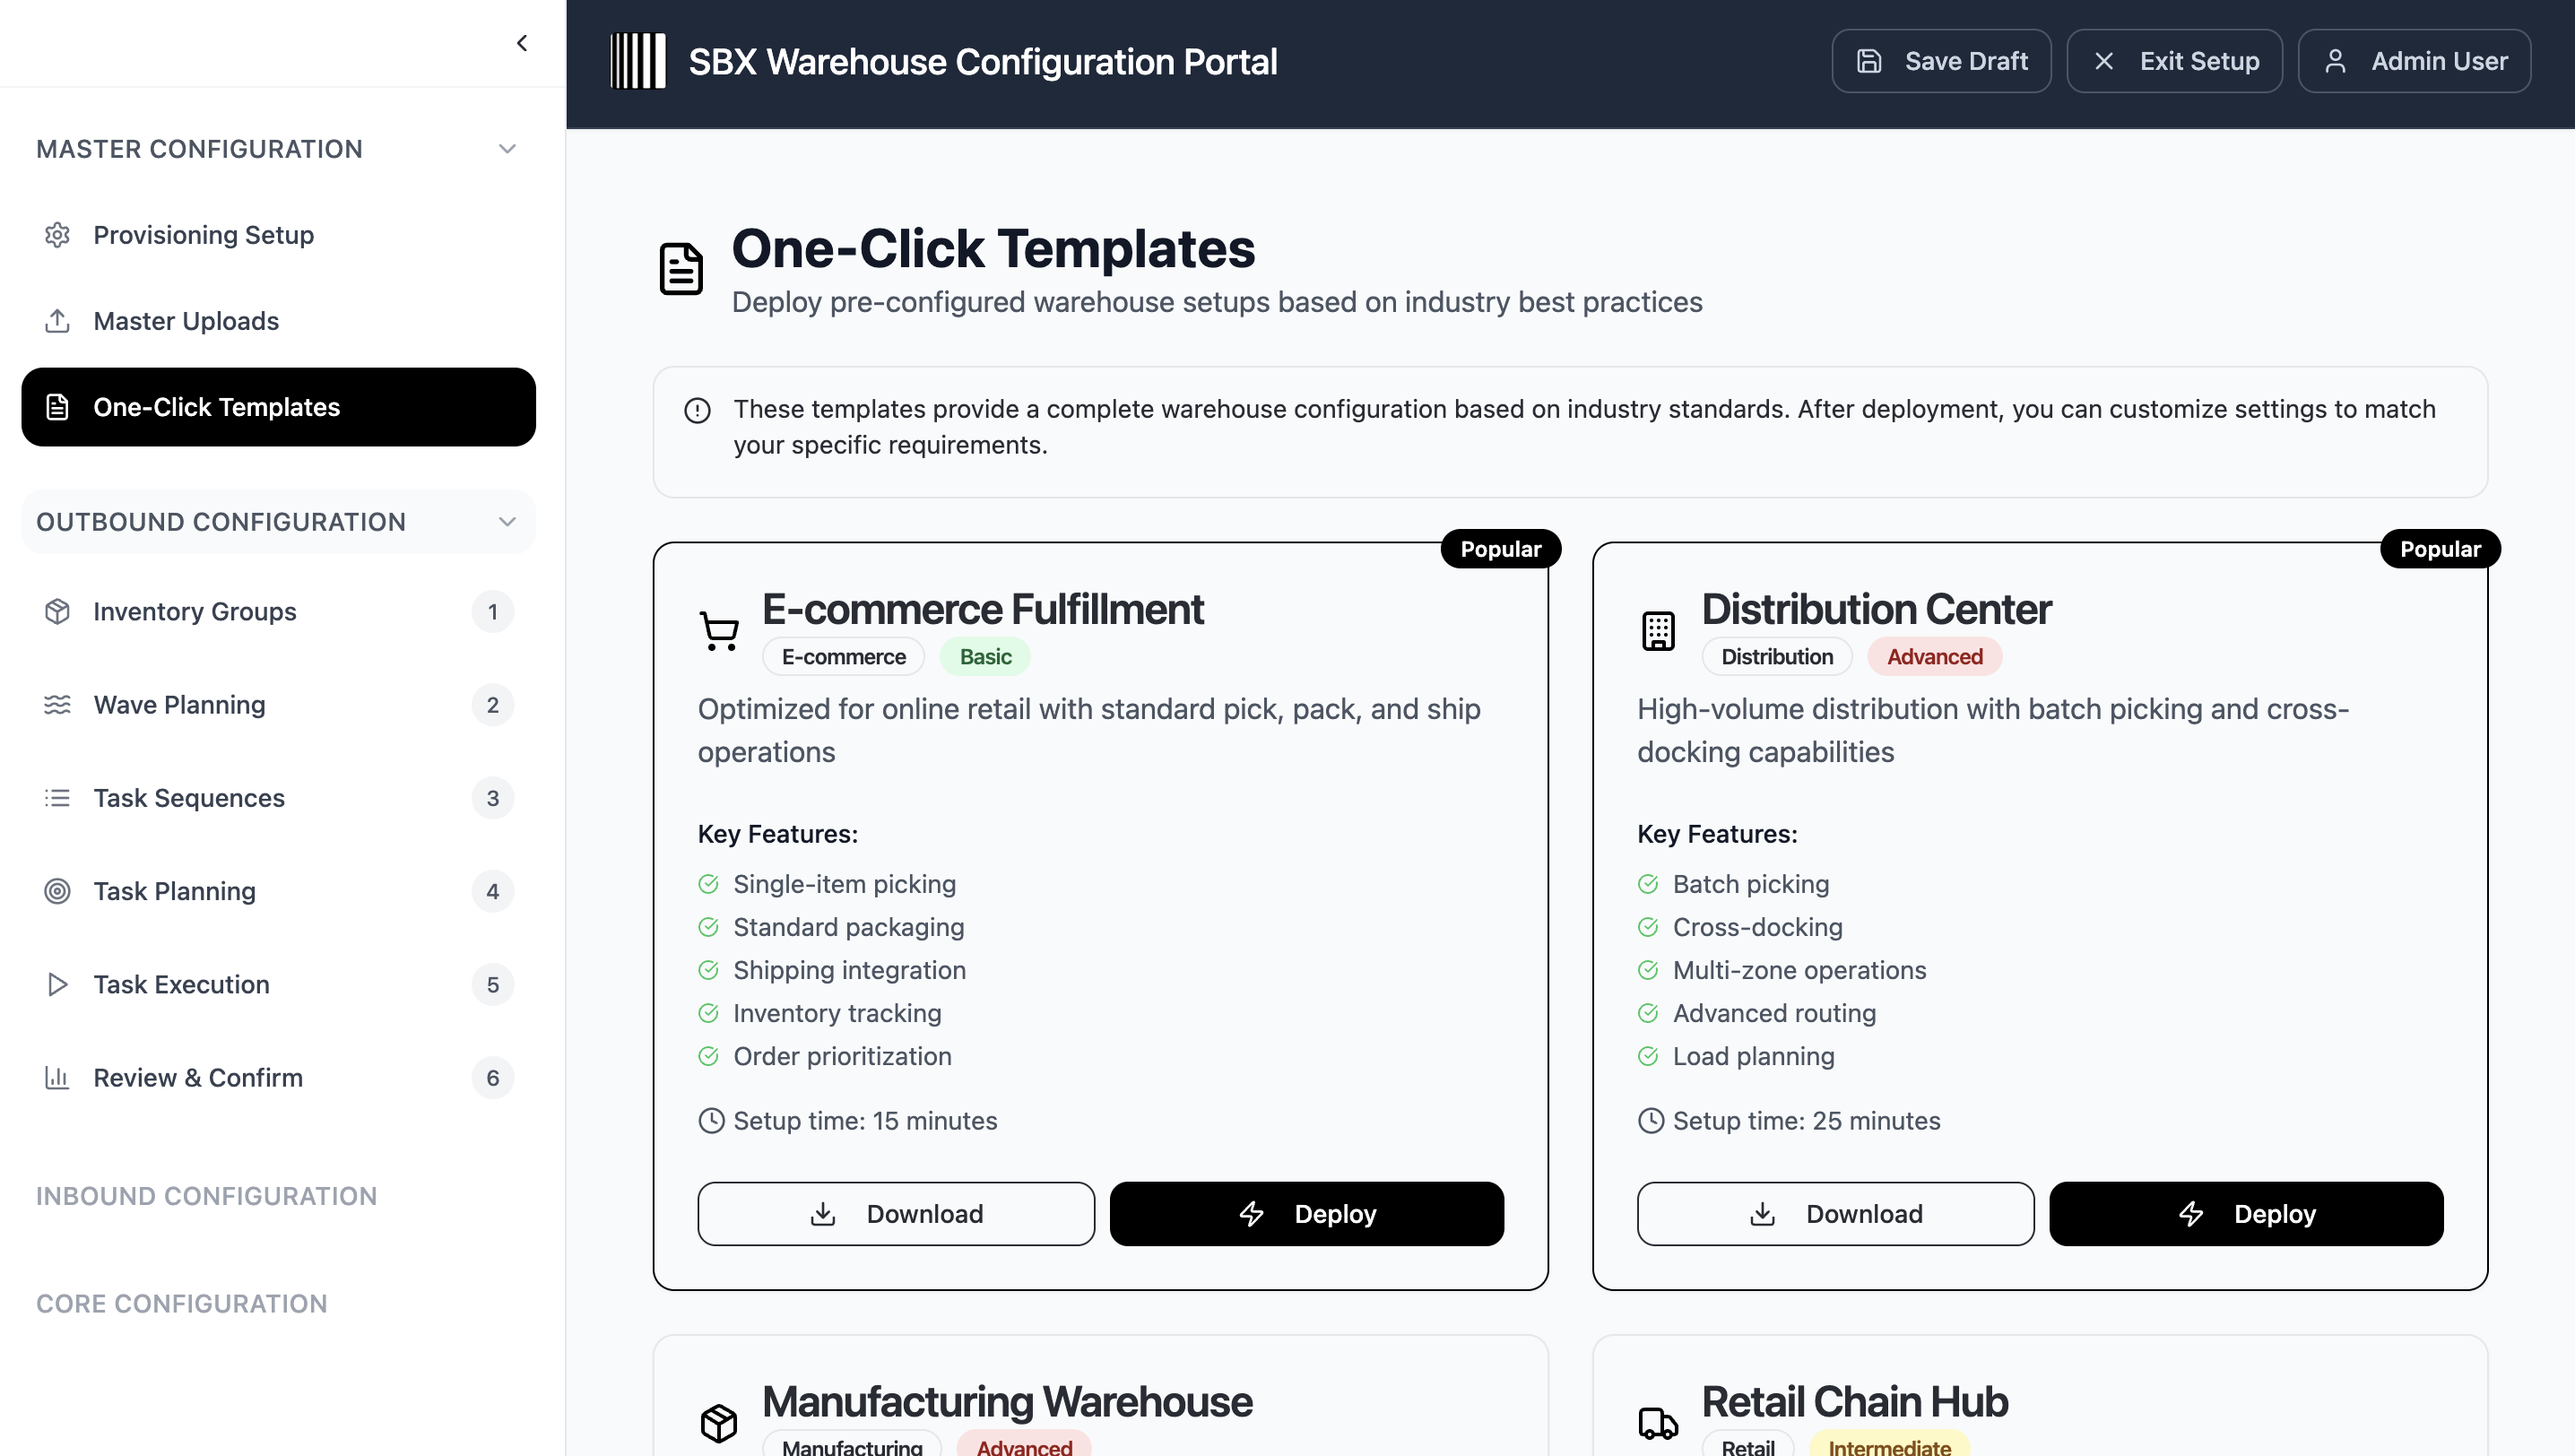 SBX Warehouse Configuration Portal
Save Draft
Exit Setup
Admin User
MASTER CONFIGURATION
Provisioning Setup
Master Uploads
One-Click Templates
OUTBOUND CONFIGURATION
Inventory Groups 1
Wave Planning 2
Task Sequences 3
Task Planning 4
Task Execution 5
Review & Confirm 6
INBOUND CONFIGURATION
CORE CONFIGURATION
One-Click Templates
Deploy pre-configured warehouse setups based on industry best practices
These templates provide a complete warehouse configuration based on industry standards. After deployment, you can customize settings to match
your specific requirements.
Popular
E-commerce Fulfillment
E-commerce Basic
Optimized for online retail with standard pick, pack, and ship
operations
Key Features:
Single-item picking
Standard packaging
Shipping integration
Inventory tracking
Order prioritization
Setup time: 15 minutes
Download
Deploy
Popular
Distribution Center
Distribution Advanced
High-volume distribution with batch picking and cross-
docking capabilities
Key Features:
Batch picking
Cross-docking
Multi-zone operations
Advanced routing
Load planning
Setup time: 25 minutes
Download
Deploy
Manufacturing Warehouse
Manufacturing Advanced
Retail Chain Hub
Retail Intermediate